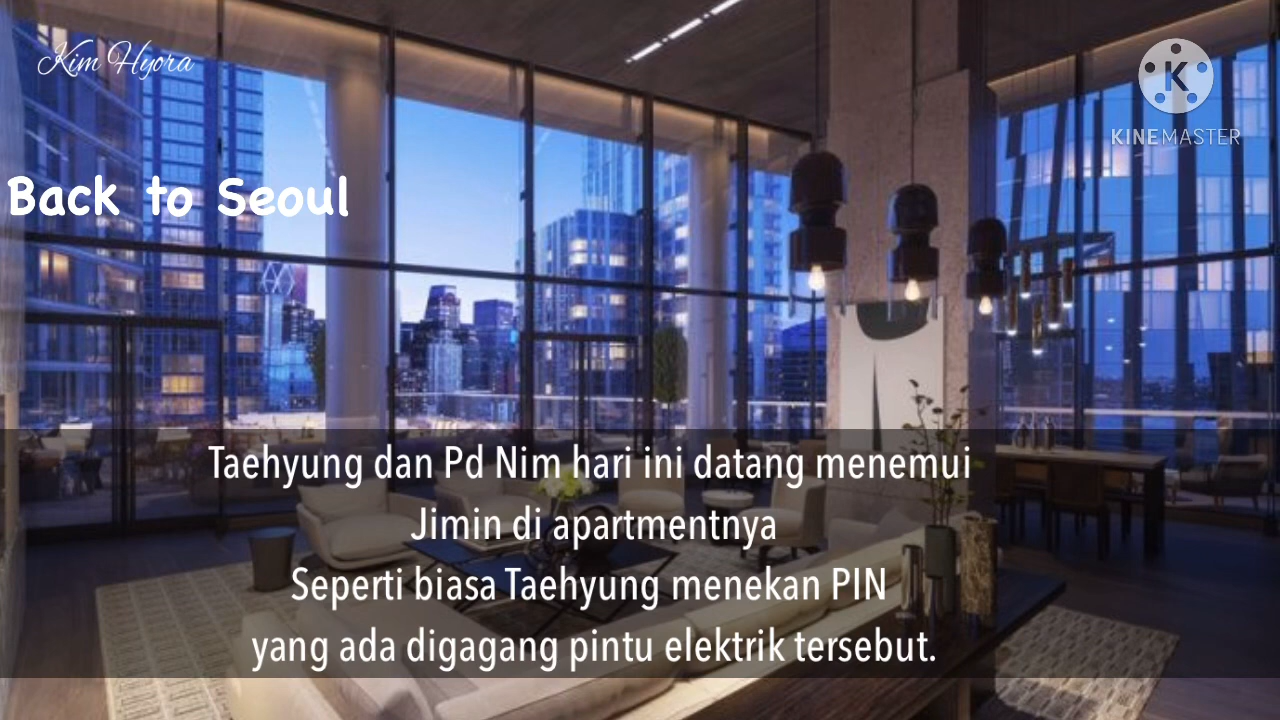 Kim Hyora
K
KINEMASTER
Back to Seoul
Taehyung dan Pd Nim hari ini datang menemui
Jimin di apartmentnya
Seperti biasa Taehyung menekan PIN
yang ada digagang pintu elektrik tersebut.